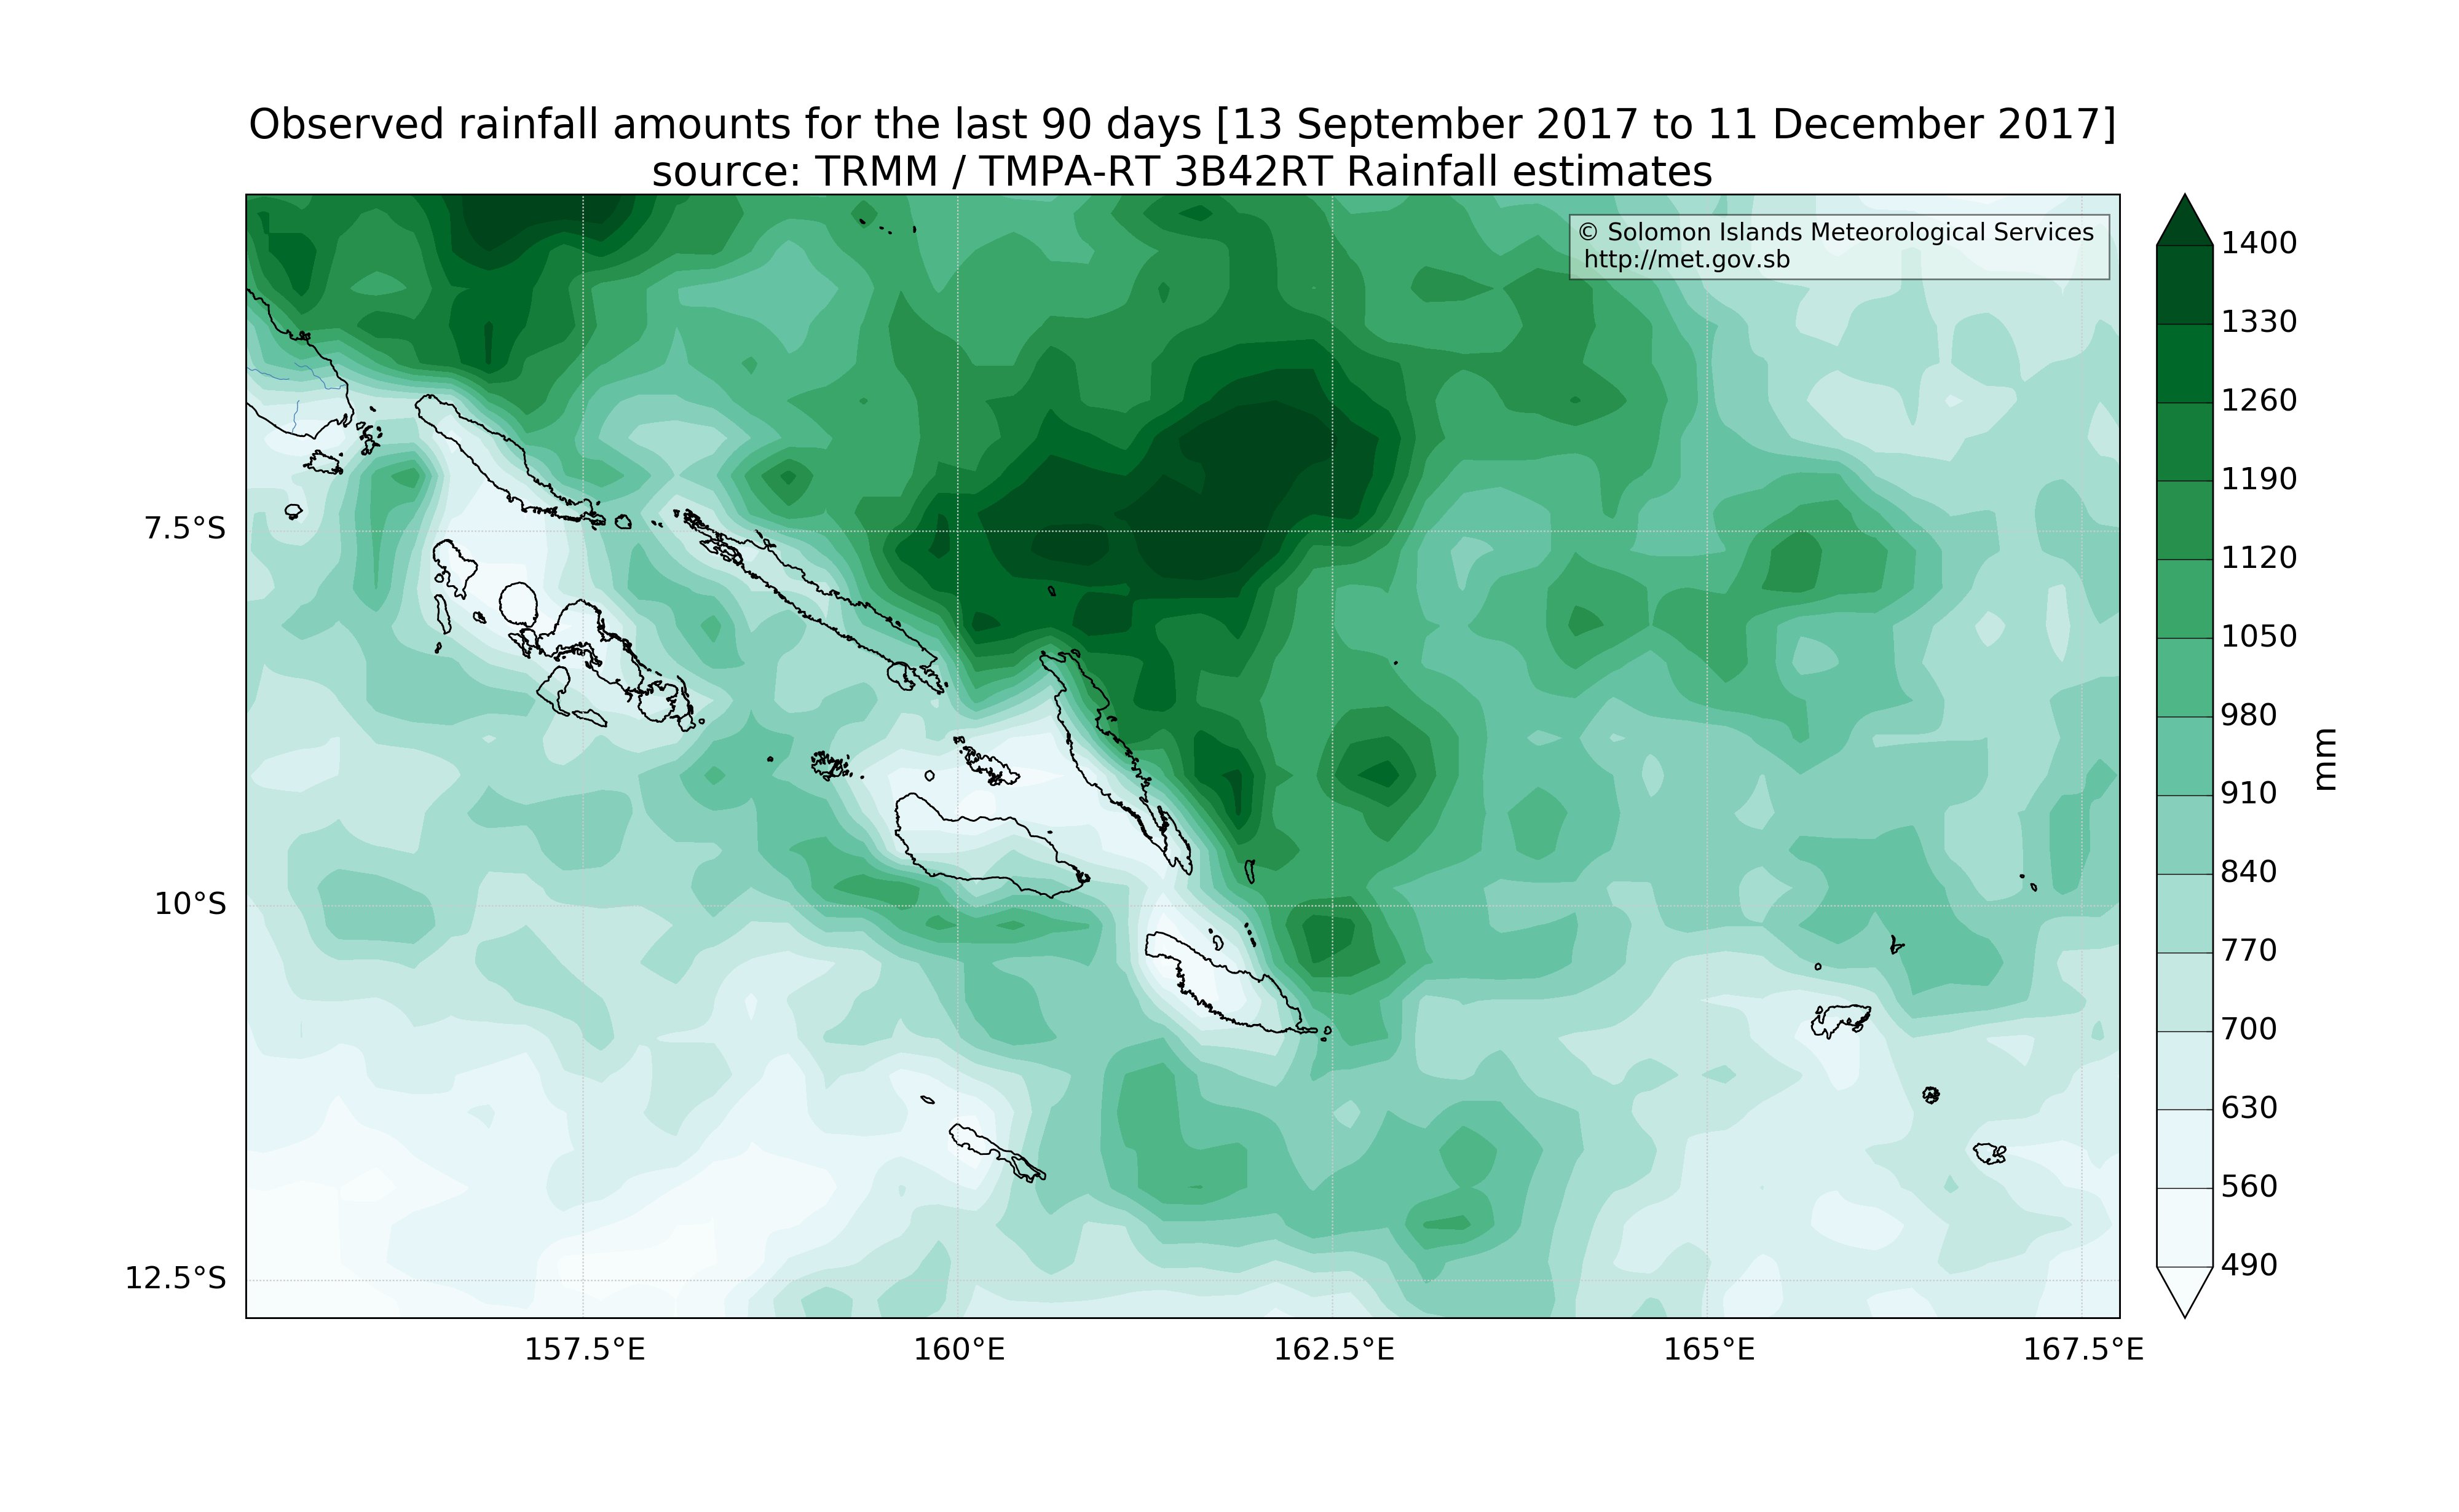 Observed rainfall amounts for the last 90 days [13 September 2017 to 11 December 2017]
source: TRMM / TMPA-RT 3B42RT Rainfall estimates
© Solomon Islands Meteorological Services
http://met.gov.sb
7.5°S
10°S
12.5°S
157.5°E
160°E
162.5°E
165°E
167.5°E
1400
1330
1260
1190
1120
1050
980
910
840
770
700
630
560
490
mm